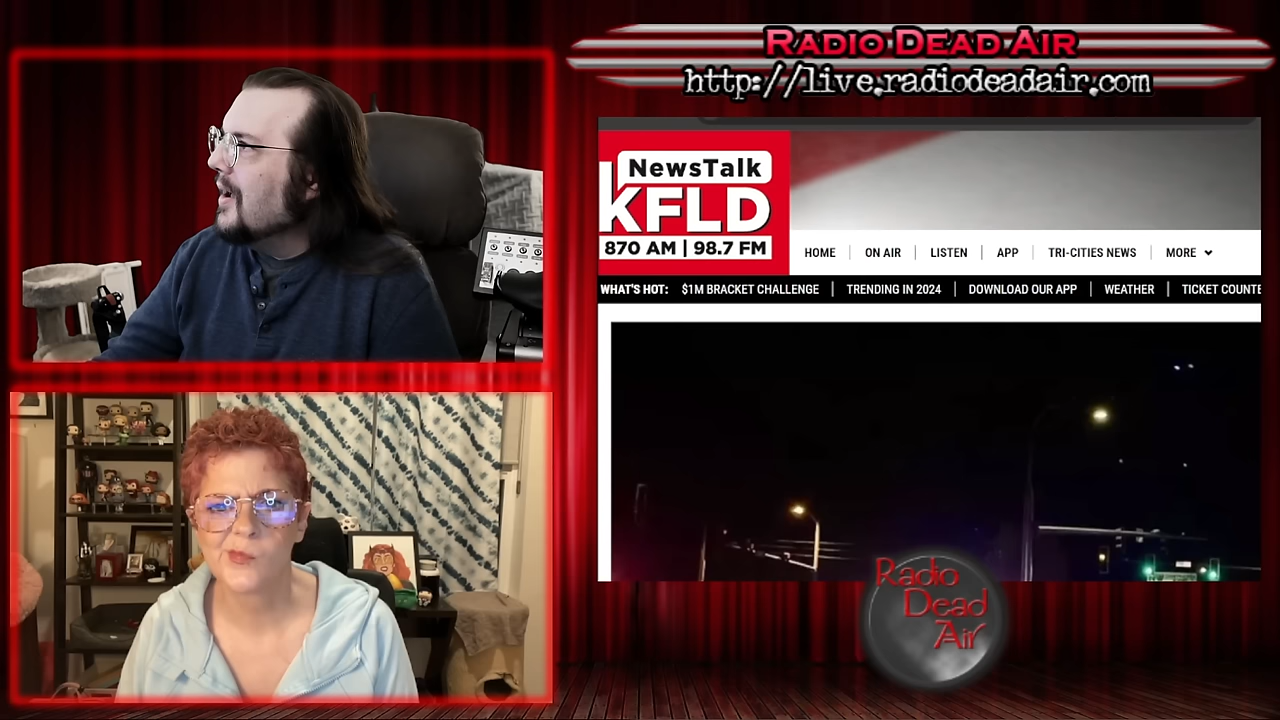 Radio Dead Air
http://live.radiodeadair.com
NewsTalk
KFLD
870 AM | 98.7 FM
HOME | ON AIR | LISTEN | APP | TRI-CITIES NEWS | MORE
WHAT'S HOT: $1M BRACKET CHALLENGE | TRENDING IN 2024 | DOWNLOAD OUR APP | WEATHER | TICKET COUNTE
Radio
Dead
Air